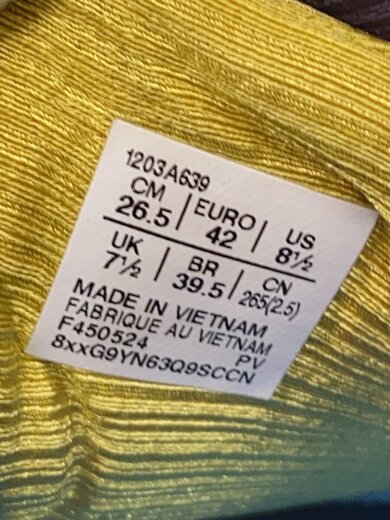 1203A639
CM 26.5 | EURO 42 | US 8½
UK 7½ | BR 39.5 | CN 265(2.5)
MADE IN VIETNAM
FABRIQUE AU VIETNAM
F450524 PV
8xxG9YN63Q9SCCN